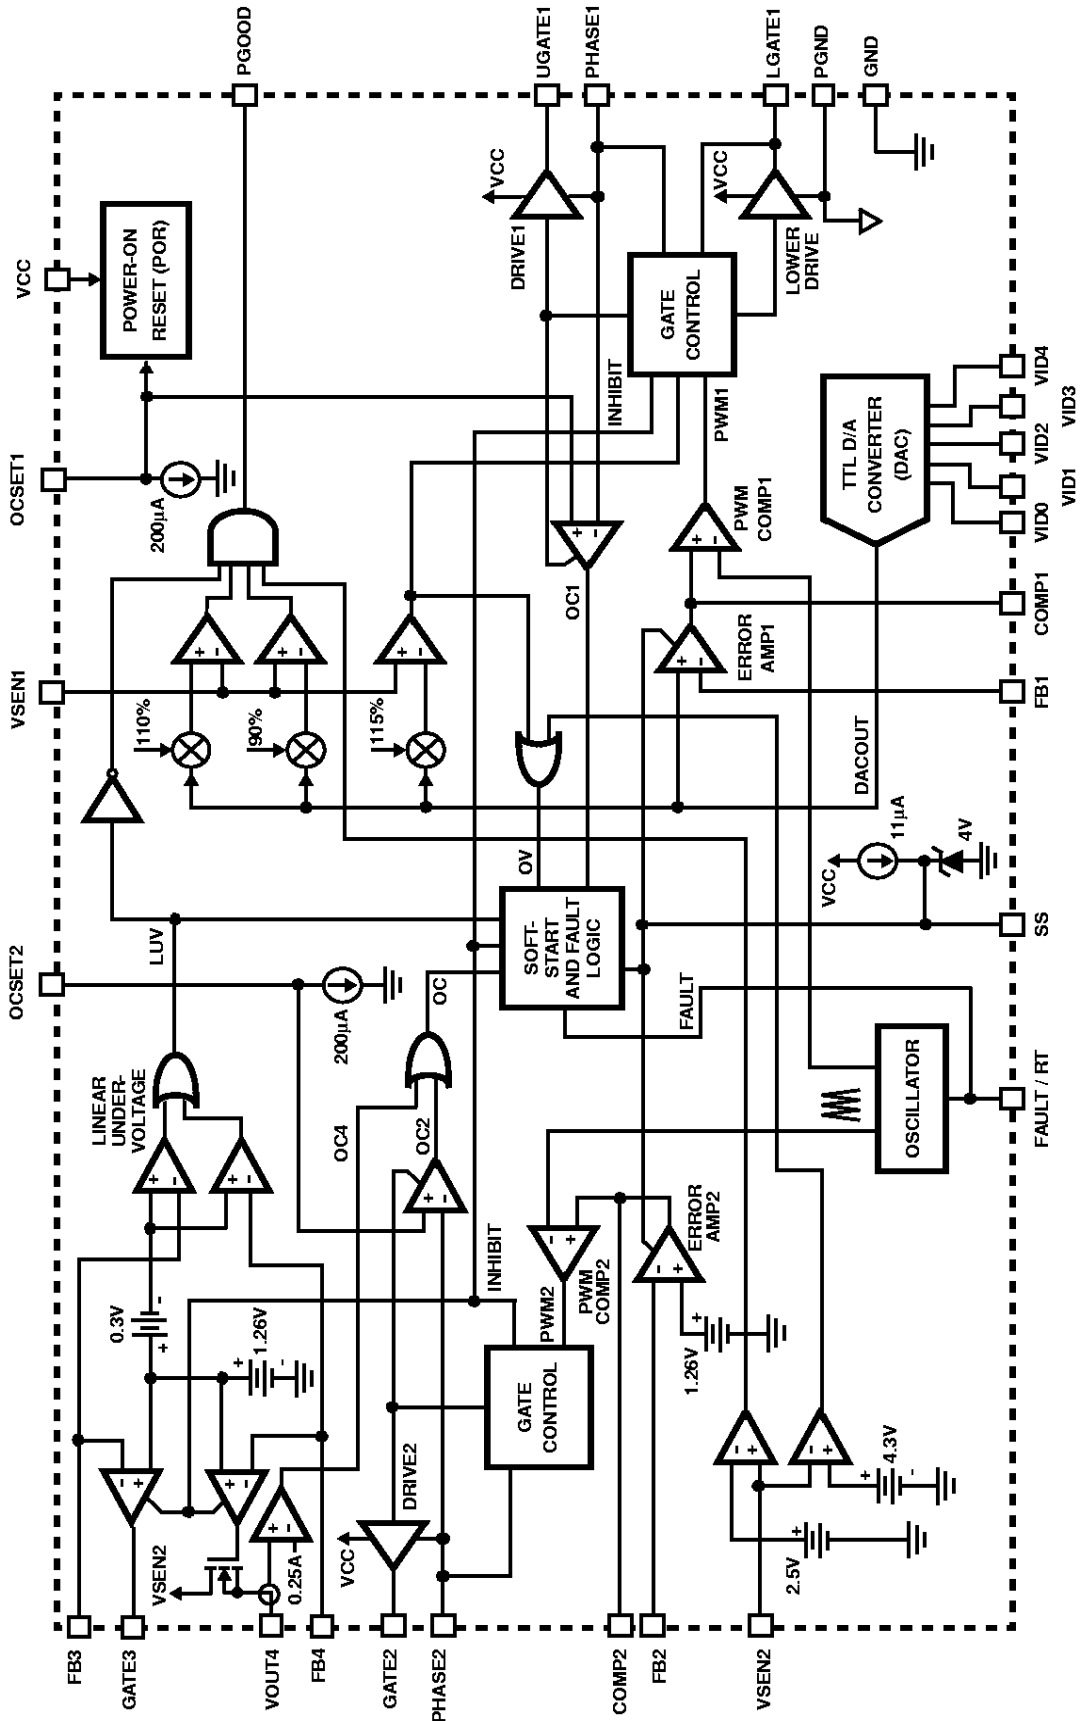 VCC
OCSET1
VSEN1
OCSET2
PGOOD
UGATE1
PHASE1
LGATE1
PGND
GND
POWER-ON
RESET (POR)
VCC
DRIVE1
VCC
LOWER
DRIVE
GATE
CONTROL
INHIBIT
PWM1
200µA
+
-
OC1
+
-
PWM
COMP1
TTL D/A
CONVERTER
(DAC)
VID4
VID3
VID2
VID1
VID0
COMP1
FB1
+
-
+
-
+
-
110%
90%
115%
+
-
ERROR
AMP1
DACOUT
OV
LUV
SOFT-
START
AND FAULT
LOGIC
VCC
11µA
4V
SS
OC
200µA
FAULT
OSCILLATOR
FAULT / RT
LINEAR
UNDER-
VOLTAGE
+
-
+
-
OC4
OC2
+
-
INHIBIT
-
+
PWM
COMP2
PWM2
ERROR
AMP2
-
+
1.26V
+
0.3V
-
+
1.26V
+
-
GATE
CONTROL
DRIVE2
VCC
-
+
+
-
+
-
0.25A
VSEN2
-
+
-
+
2.5V
+
4.3V
+
-
FB3
GATE3
VOUT4
FB4
GATE2
PHASE2
COMP2
FB2
VSEN2